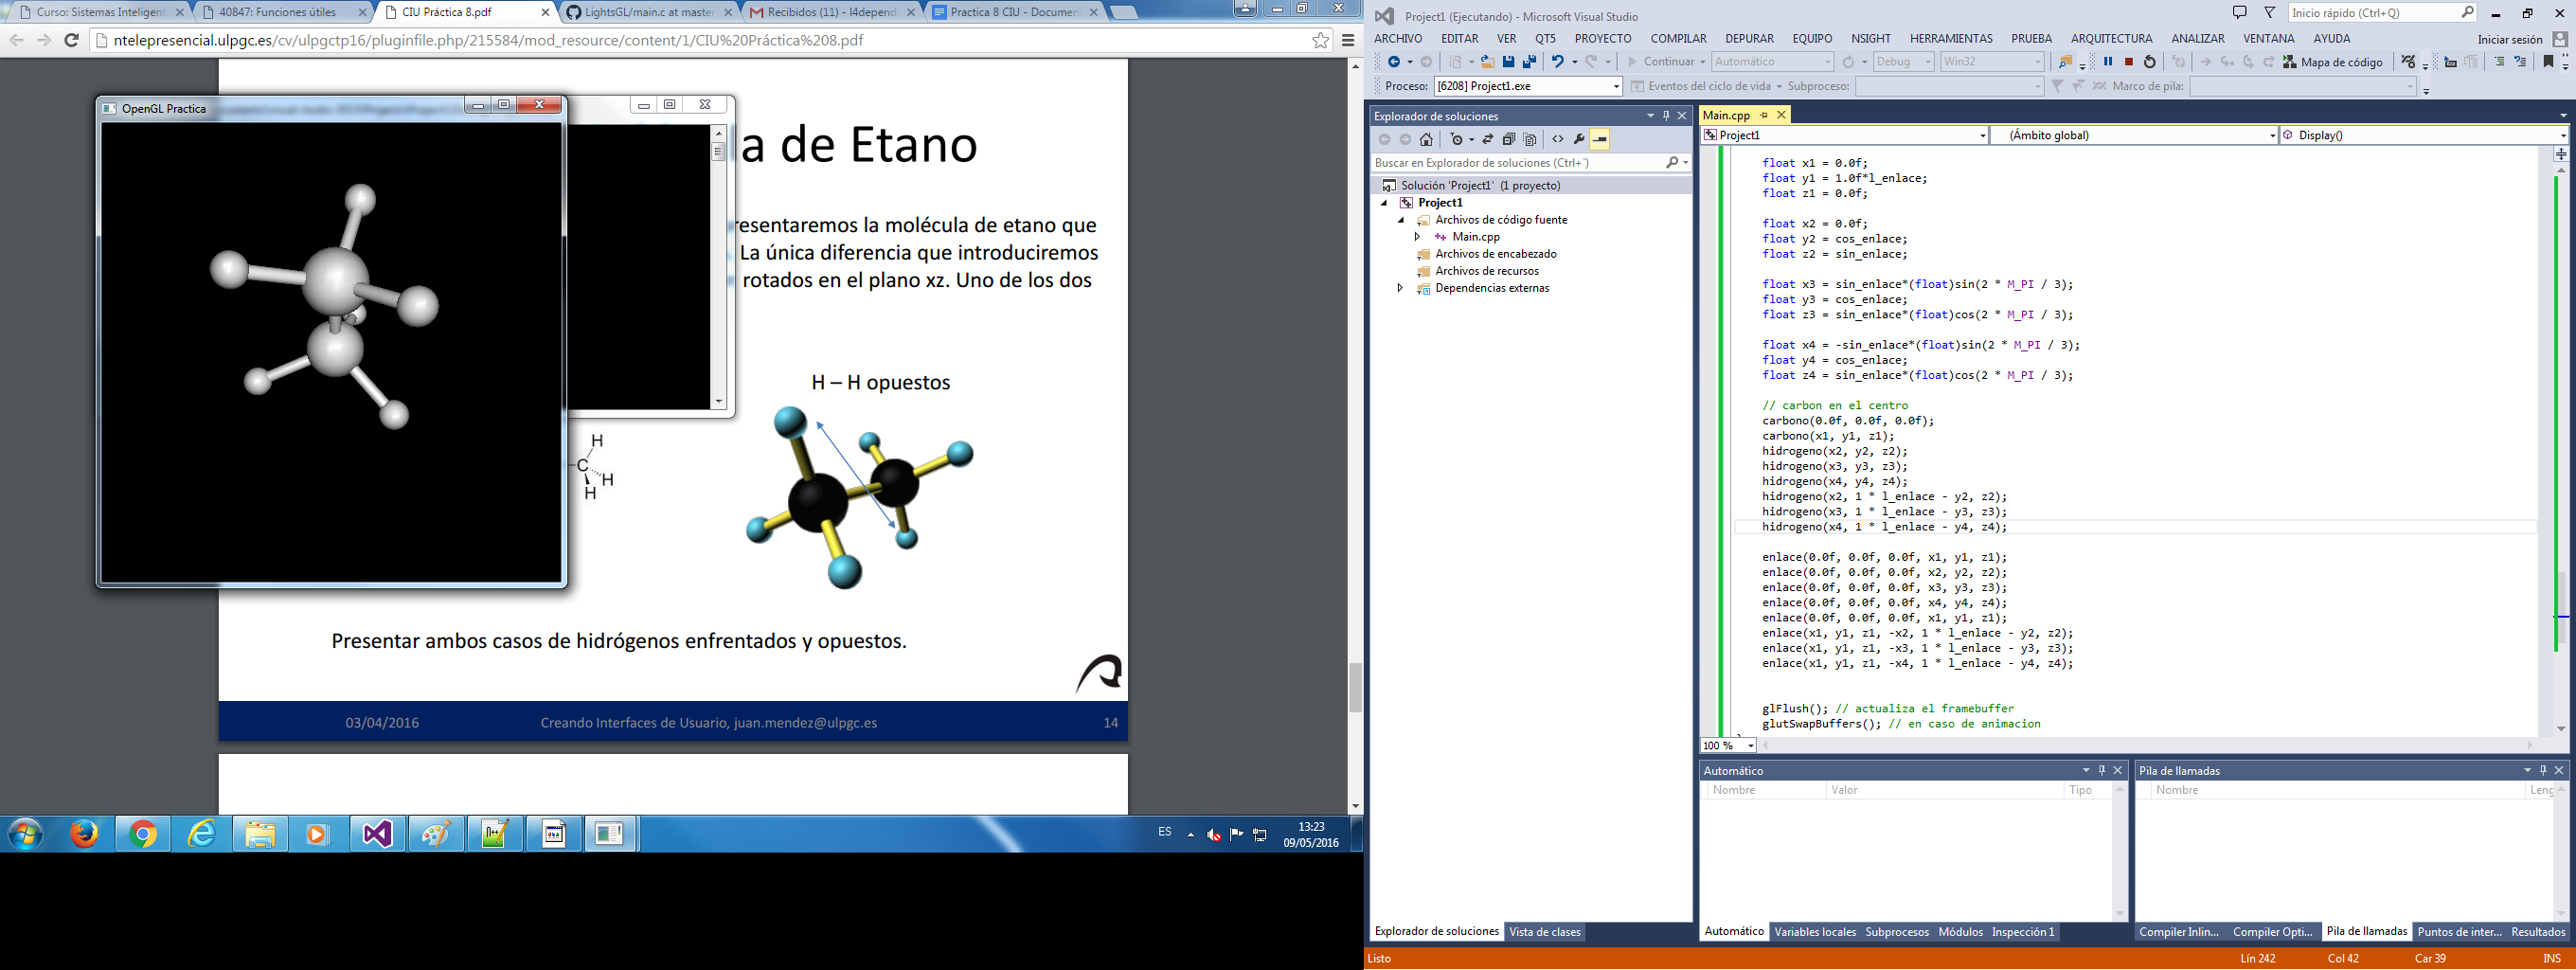 Curso: Sistemas Inteligent
40847: Funciones útiles
CIU Práctica 8.pdf
LightsGL/main.c at master
Recibidos (11) - l4depend
Practica 8 CIU - Documen
ntelepresencial.ulpgc.es/cv/ulpgctp16/pluginfile.php/215584/mod_resource/content/1/CIU%20Práctica%208.pdf
OpenGL Practica
a de Etano
resentaremos la molécula de etano que
La única diferencia que introduciremos
rotados en el plano xz. Uno de los dos
H – H opuestos
H
C
H
H
Presentar ambos casos de hidrógenos enfrentados y opuestos.
03/04/2016
Creando Interfaces de Usuario, juan.mendez@ulpgc.es
14
ES
13:23
09/05/2016
Project1 (Ejecutando) - Microsoft Visual Studio
Inicio rápido (Ctrl+Q)
ARCHIVO EDITAR VER QT5 PROYECTO COMPILAR DEPURAR EQUIPO NSIGHT HERRAMIENTAS PRUEBA ARQUITECTURA ANALIZAR VENTANA AYUDA
Iniciar sesión
Continuar Automático Debug Win32 Mapa de código
Proceso: [6208] Project1.exe Eventos del ciclo de vida Subproceso: Marco de pila:
Explorador de soluciones
Buscar en Explorador de soluciones (Ctrl+`)
Solución 'Project1' (1 proyecto)
Project1
Archivos de código fuente
Main.cpp
Archivos de encabezado
Archivos de recursos
Dependencias externas
Explorador de soluciones Vista de clases
Main.cpp
Project1 (Ámbito global) Display()
float x1 = 0.0f;
float y1 = 1.0f*l_enlace;
float z1 = 0.0f;
float x2 = 0.0f;
float y2 = cos_enlace;
float z2 = sin_enlace;
float x3 = sin_enlace*(float)sin(2 * M_PI / 3);
float y3 = cos_enlace;
float z3 = sin_enlace*(float)cos(2 * M_PI / 3);
float x4 = -sin_enlace*(float)sin(2 * M_PI / 3);
float y4 = cos_enlace;
float z4 = sin_enlace*(float)cos(2 * M_PI / 3);
// carbon en el centro
carbono(0.0f, 0.0f, 0.0f);
carbono(x1, y1, z1);
hidrogeno(x2, y2, z2);
hidrogeno(x3, y3, z3);
hidrogeno(x4, y4, z4);
hidrogeno(x2, 1 * l_enlace - y2, z2);
hidrogeno(x3, 1 * l_enlace - y3, z3);
hidrogeno(x4, 1 * l_enlace - y4, z4);
enlace(0.0f, 0.0f, 0.0f, x1, y1, z1);
enlace(0.0f, 0.0f, 0.0f, x2, y2, z2);
enlace(0.0f, 0.0f, 0.0f, x3, y3, z3);
enlace(0.0f, 0.0f, 0.0f, x4, y4, z4);
enlace(0.0f, 0.0f, 0.0f, x1, y1, z1);
enlace(x1, y1, z1, -x2, 1 * l_enlace - y2, z2);
enlace(x1, y1, z1, -x3, 1 * l_enlace - y3, z3);
enlace(x1, y1, z1, -x4, 1 * l_enlace - y4, z4);
glFlush(); // actualiza el framebuffer
glutSwapBuffers(); // en caso de animacion
100 %
Automático
Nombre Valor Tipo
Automático Variables locales Subprocesos Módulos Inspección 1
Pila de llamadas
Nombre Leng
Compiler Inlin... Compiler Opti... Pila de llamadas Puntos de inter... Resultados
Listo
Lín 242 Col 42 Car 39 INS